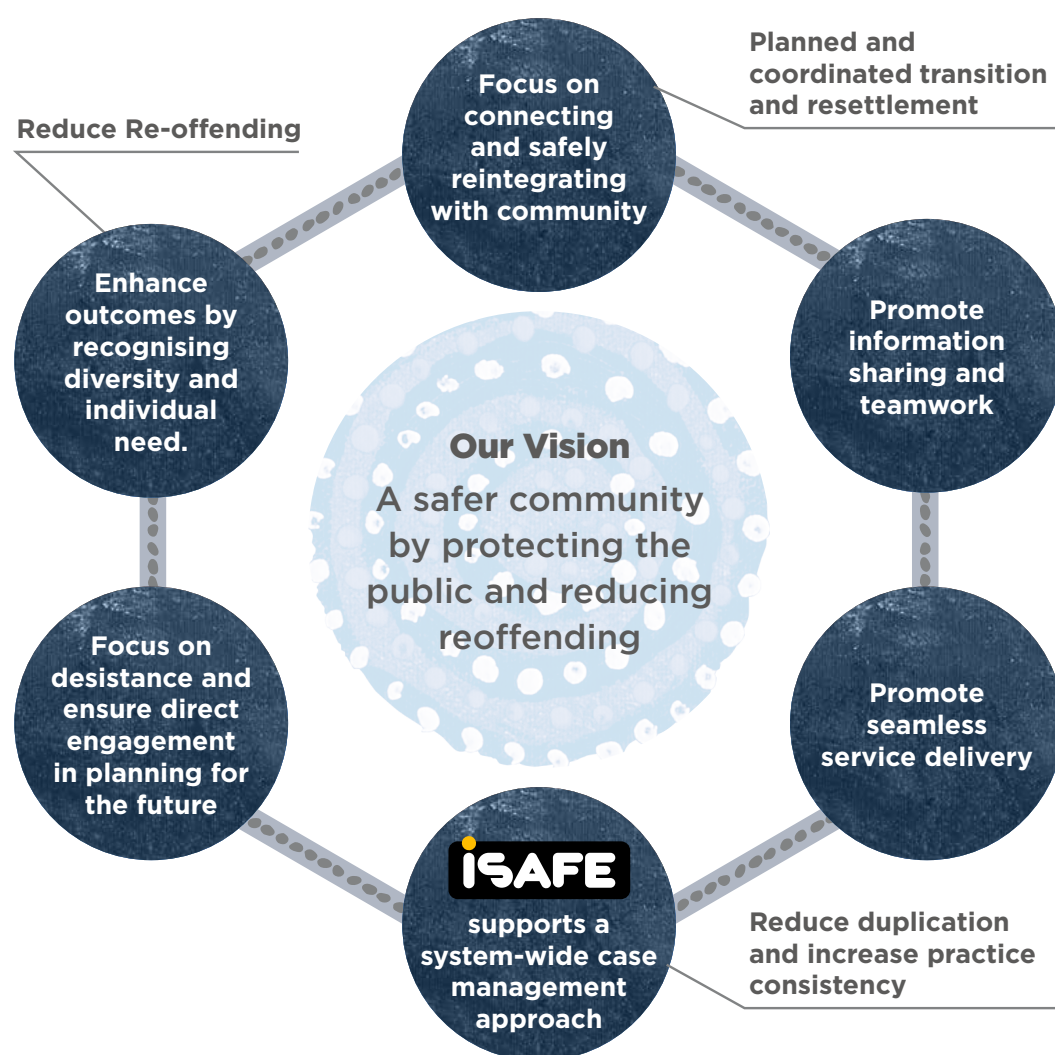 Planned and
coordinated transition
and resettlement
Reduce Re-offending
Focus on
connecting
and safely
reintegrating
with community
Enhance
outcomes by
recognising
diversity and
individual
need.
Promote
information
sharing and
teamwork
Our Vision
A safer community
by protecting the
public and reducing
reoffending
Focus on
desistance and
ensure direct
engagement
in planning for
the future
Promote
seamless
service delivery
iSAFE
supports a
system-wide case
management
approach
Reduce duplication
and increase practice
consistency